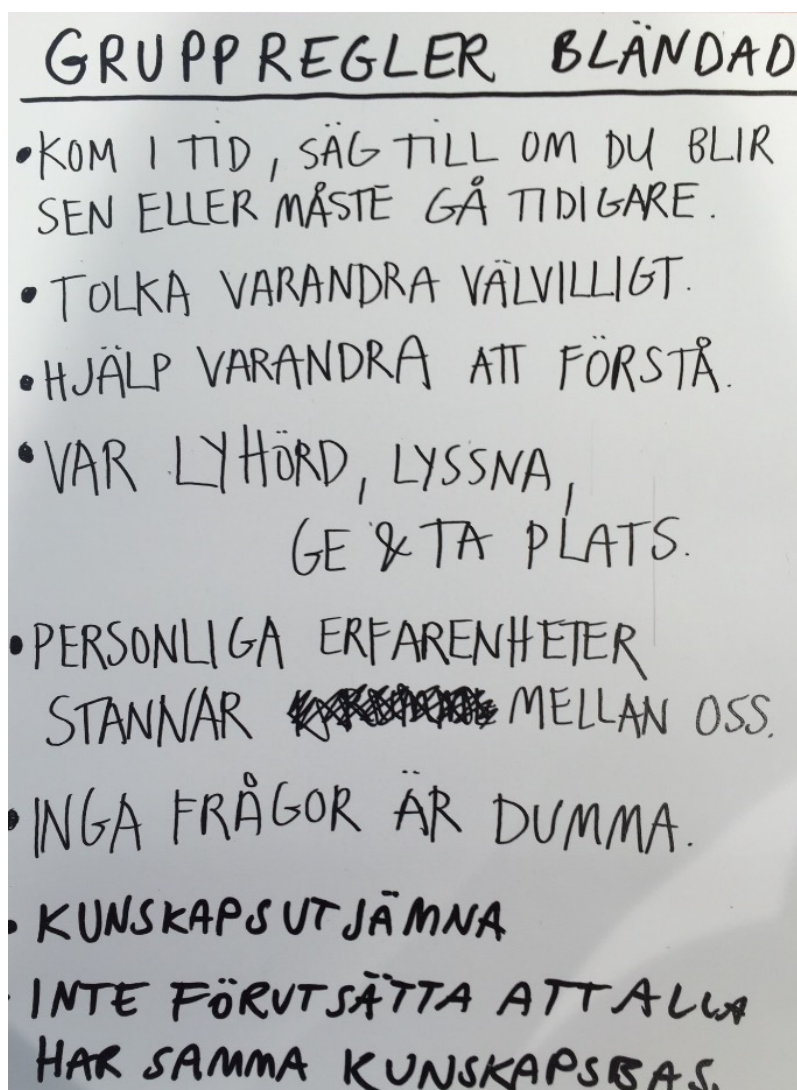 GRUPPREGLER BLÄNDAD
• KOM I TID, SÄG TILL OM DU BLIR
SEN ELLER MÅSTE GÅ TIDIGARE.
• TOLKA VARANDRA VÄLVILLIGT.
• HJÄLP VARANDRA ATT FÖRSTÅ.
• VAR LYHÖRD, LYSSNA,
GE & TA PLATS.
• PERSONLIGA ERFARENHETER
STANNAR MELLAN OSS.
• INGA FRÅGOR ÄR DUMMA.
• KUNSKAPSUTJÄMNA
• INTE FÖRUTSÄTTA ATT ALLA
HAR SAMMA KUNSKAPSBAS